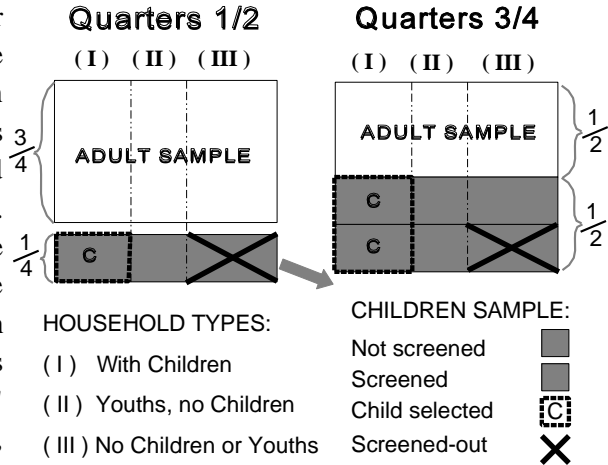 Quarters 1/2
Quarters 3/4
( I ) ( II ) ( III )
( I ) ( II ) ( III )
ADULT SAMPLE
3/4
ADULT SAMPLE
1/2
C
1/4
C
C
1/2
HOUSEHOLD TYPES:
( I ) With Children
( II ) Youths, no Children
( III ) No Children or Youths
CHILDREN SAMPLE:
Not screened
Screened
Child selected C
Screened-out